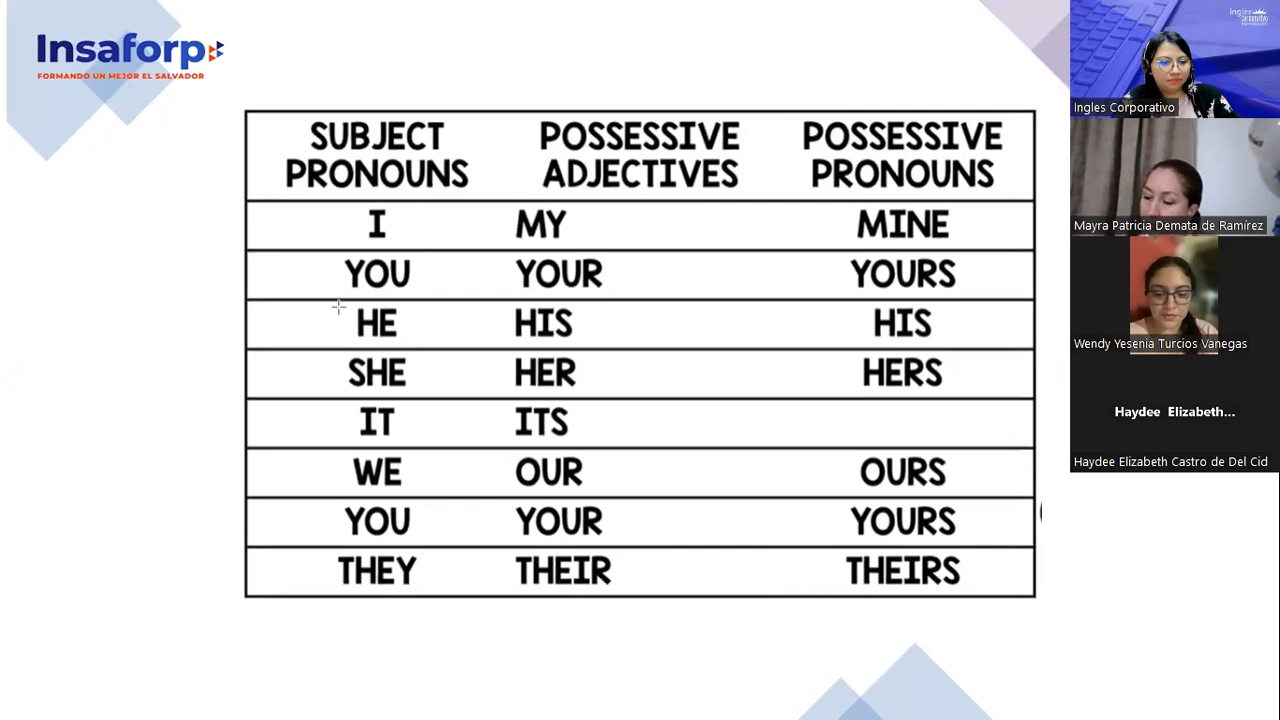 Insaforp
FORMANDO UN MEJOR EL SALVADOR
SUBJECT PRONOUNS POSSESSIVE ADJECTIVES POSSESSIVE PRONOUNS
I MY MINE
YOU YOUR YOURS
HE HIS HIS
SHE HER HERS
IT ITS
WE OUR OURS
YOU YOUR YOURS
THEY THEIR THEIRS
Ingles Corporativo
Mayra Patricia Demata de Ramírez
Wendy Yesenia Turcios Vanegas
Haydee Elizabeth...
Haydee Elizabeth Castro de Del Cid